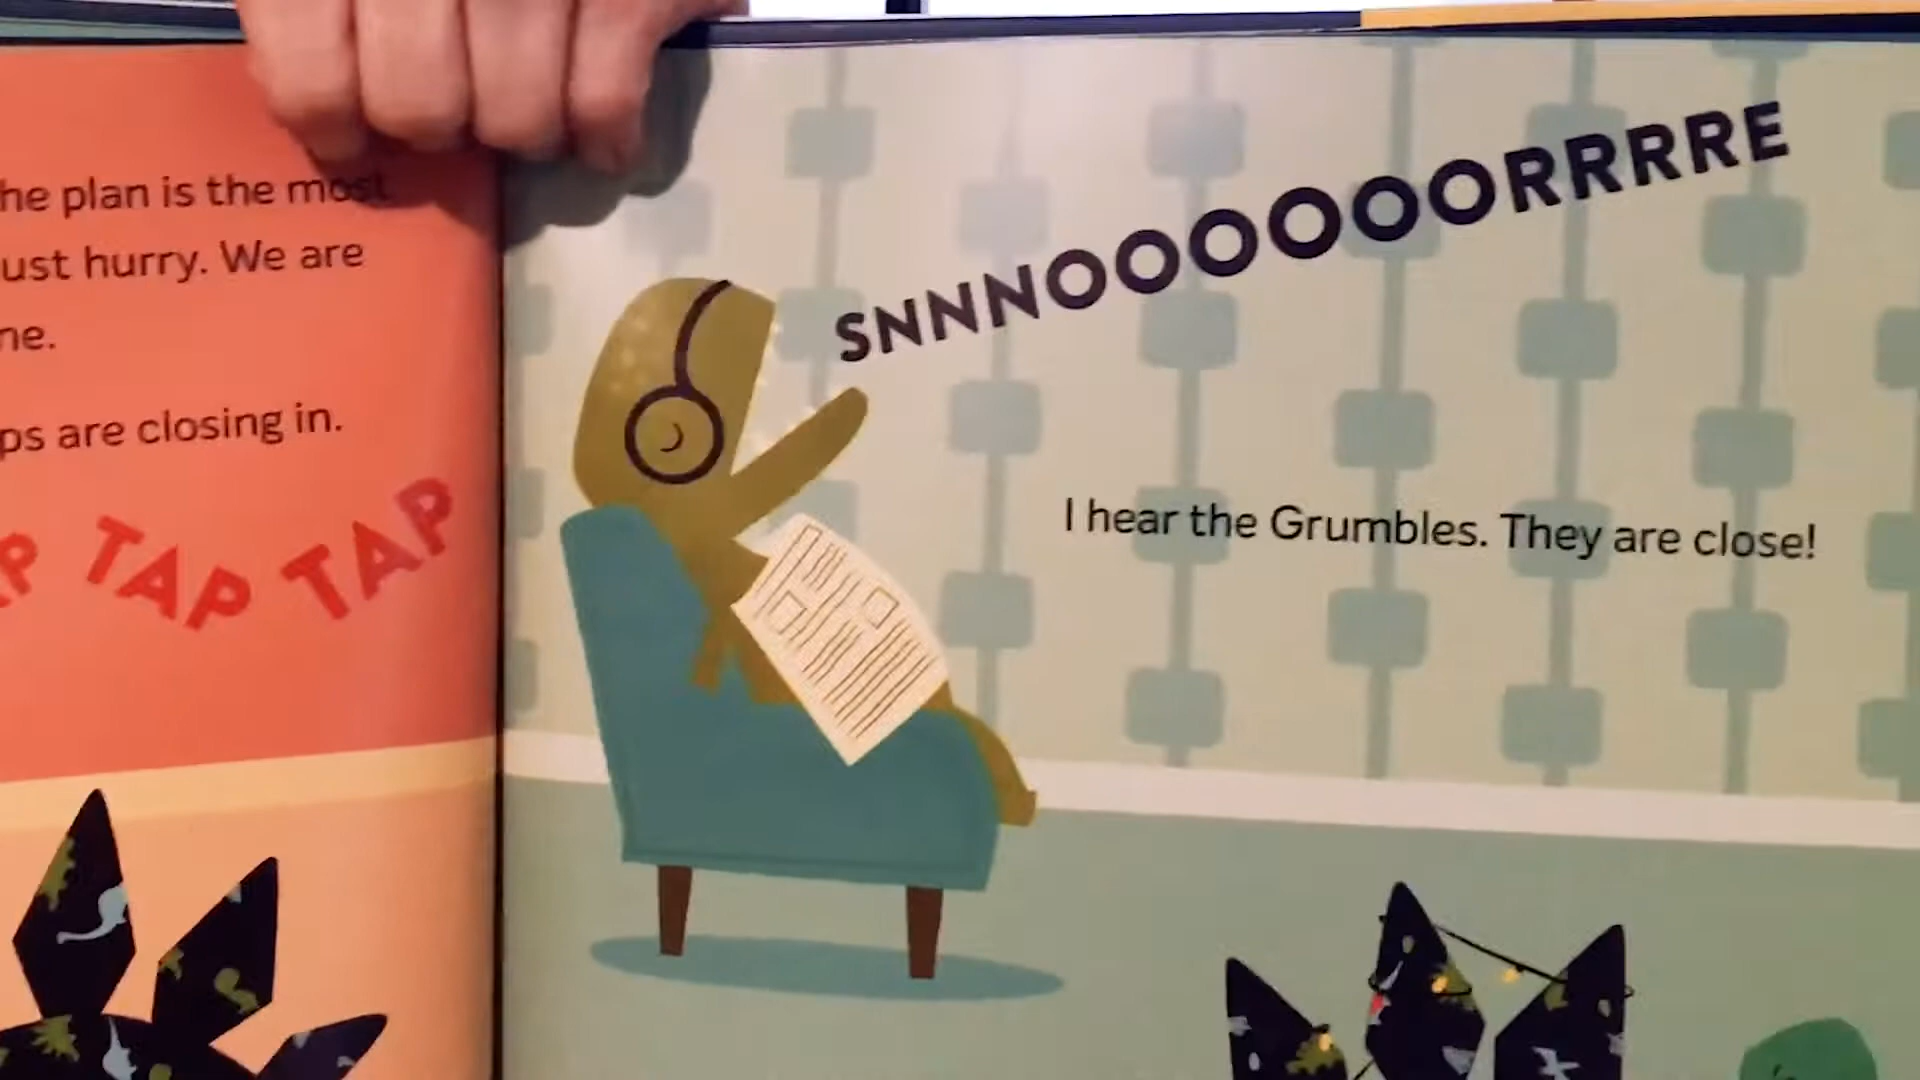 he plan is the most
ust hurry. We are
ne.
ps are closing in.
P TAP TAP
SNNNOOOOOORRRRE
I hear the Grumbles. They are close!